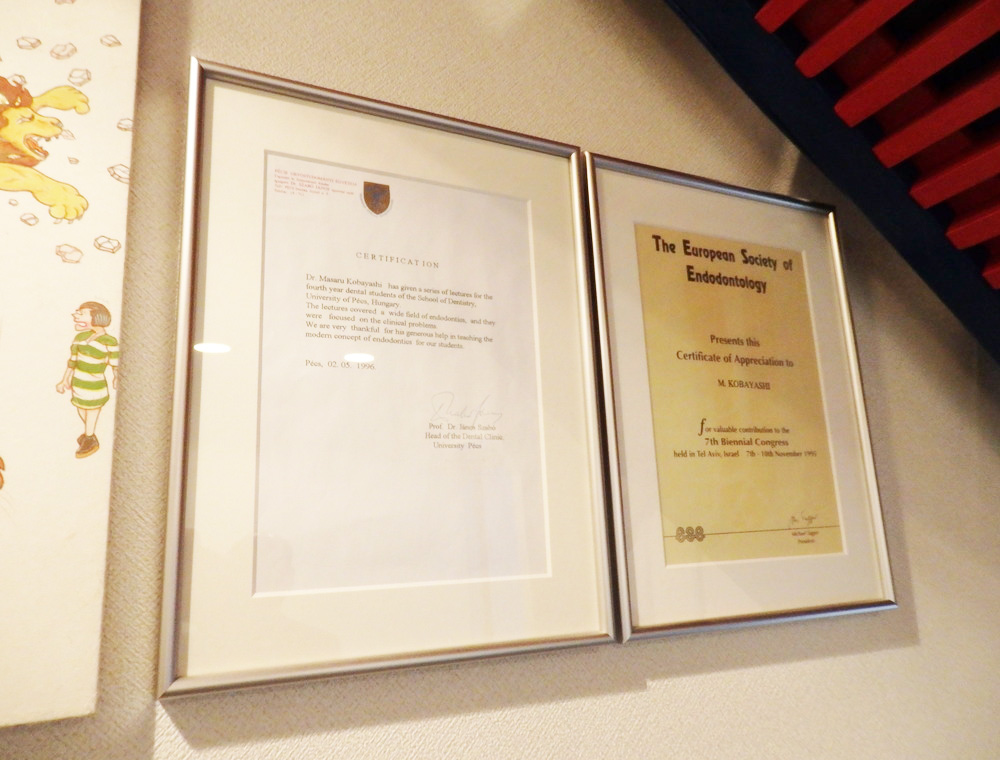 CERTIFICATION
Dr. Masaru Kobayashi has given a series of lectures for the
fourth year dental students of the School of Dentistry,
University of Pécs, Hungary.
The lectures covered a wide field of endodontics, and they
were focused on the clinical problems.
We are very thankful for his generous help in teaching the
modern concept of endodontics for our students.
Pécs, 02. 05. 1996.
Prof. Dr.
Head of the Dental Clinic,
University Pécs
The European Society of
Endodontology
Presents this
Certificate of Appreciation to
M. KOBAYASHI
for valuable contribution to the
7th Biennial Congress
held in Tel Aviv, Israel 7th - 10th November 1995
President